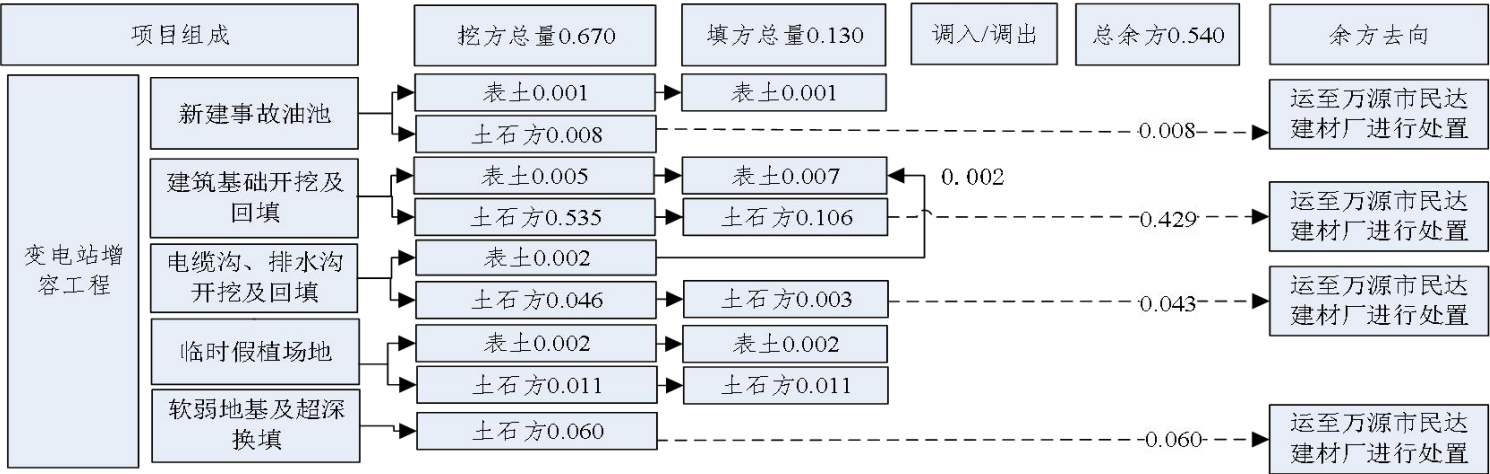 项目组成
挖方总量0.670
填方总量0.130
调入/调出
总余方0.540
余方去向
变电站增
容工程
新建事故油池
表土0.001
表土0.001
土石方0.008
0.008
运至万源市民达
建材厂进行处置
建筑基础开挖及
回填
表土0.005
表土0.007
0.002
土石方0.535
土石方0.106
0.429
运至万源市民达
建材厂进行处置
电缆沟、排水沟
开挖及回填
表土0.002
土石方0.046
土石方0.003
0.043
运至万源市民达
建材厂进行处置
临时假植场地
表土0.002
表土0.002
土石方0.011
土石方0.011
软弱地基及超深
换填
土石方0.060
0.060
运至万源市民达
建材厂进行处置